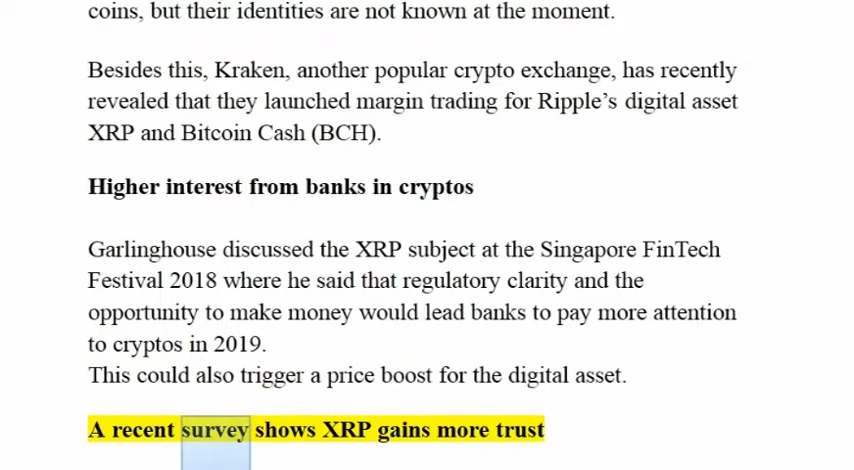 coins, but their identities are not known at the moment.
Besides this, Kraken, another popular crypto exchange, has recently
revealed that they launched margin trading for Ripple's digital asset
XRP and Bitcoin Cash (BCH).
Higher interest from banks in cryptos
Garlinghouse discussed the XRP subject at the Singapore FinTech
Festival 2018 where he said that regulatory clarity and the
opportunity to make money would lead banks to pay more attention
to cryptos in 2019.
This could also trigger a price boost for the digital asset.
A recent survey shows XRP gains more trust